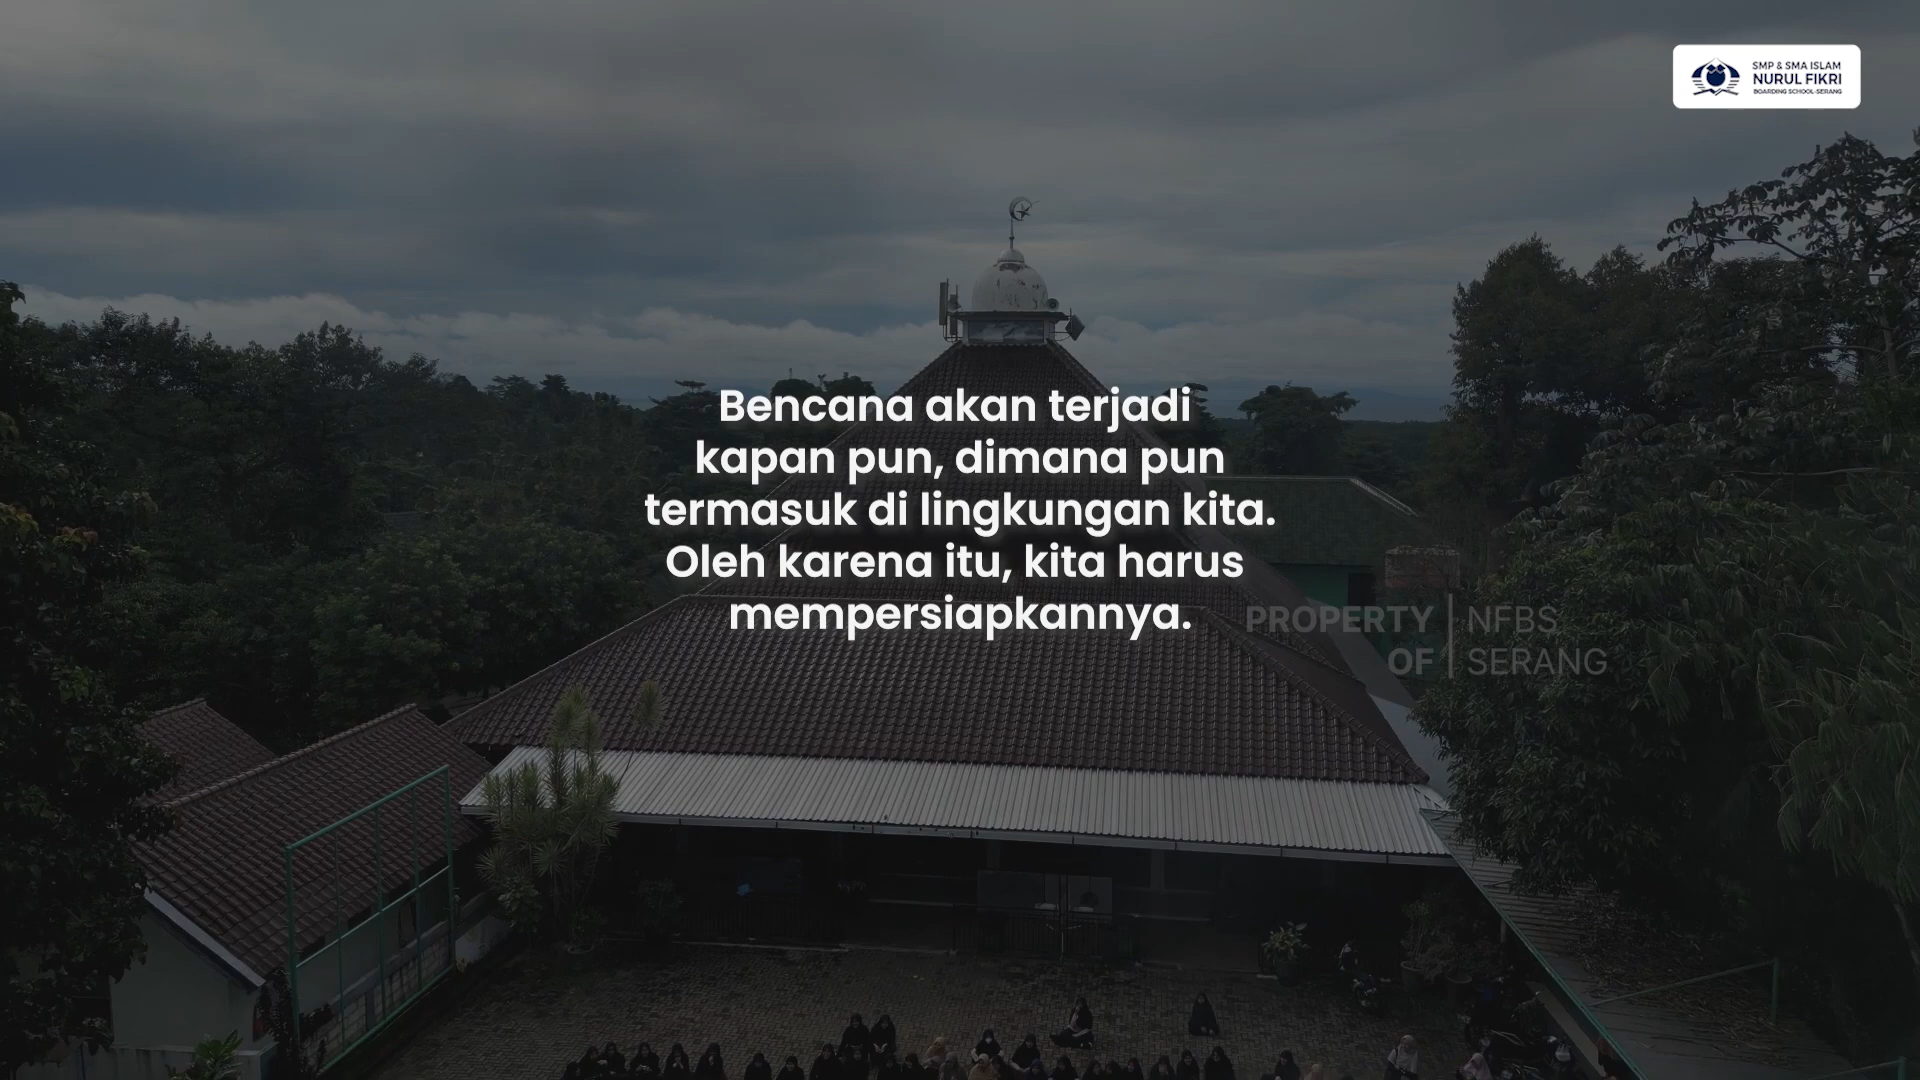 SMP & SMA ISLAM
NURUL FIKRI
BOARDING SCHOOL-SERANG
Bencana akan terjadi
kapan pun, dimana pun
termasuk di lingkungan kita.
Oleh karena itu, kita harus
mempersiapkannya.
PROPERTY NFBS
OF SERANG